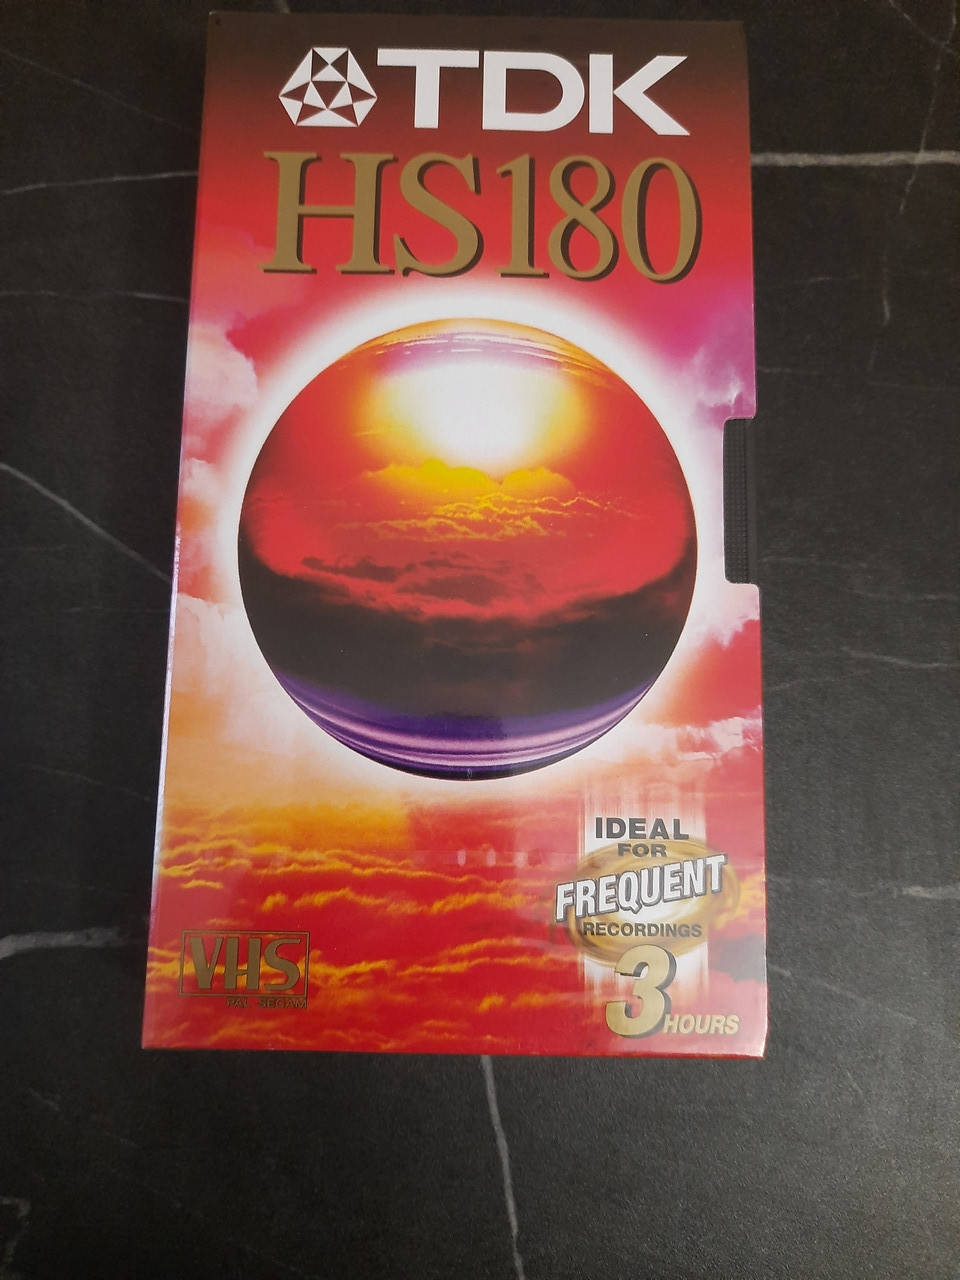 TDK
HS180
IDEAL
FOR
FREQUENT
RECORDINGS
3 HOURS
VHS
PAL SECAM